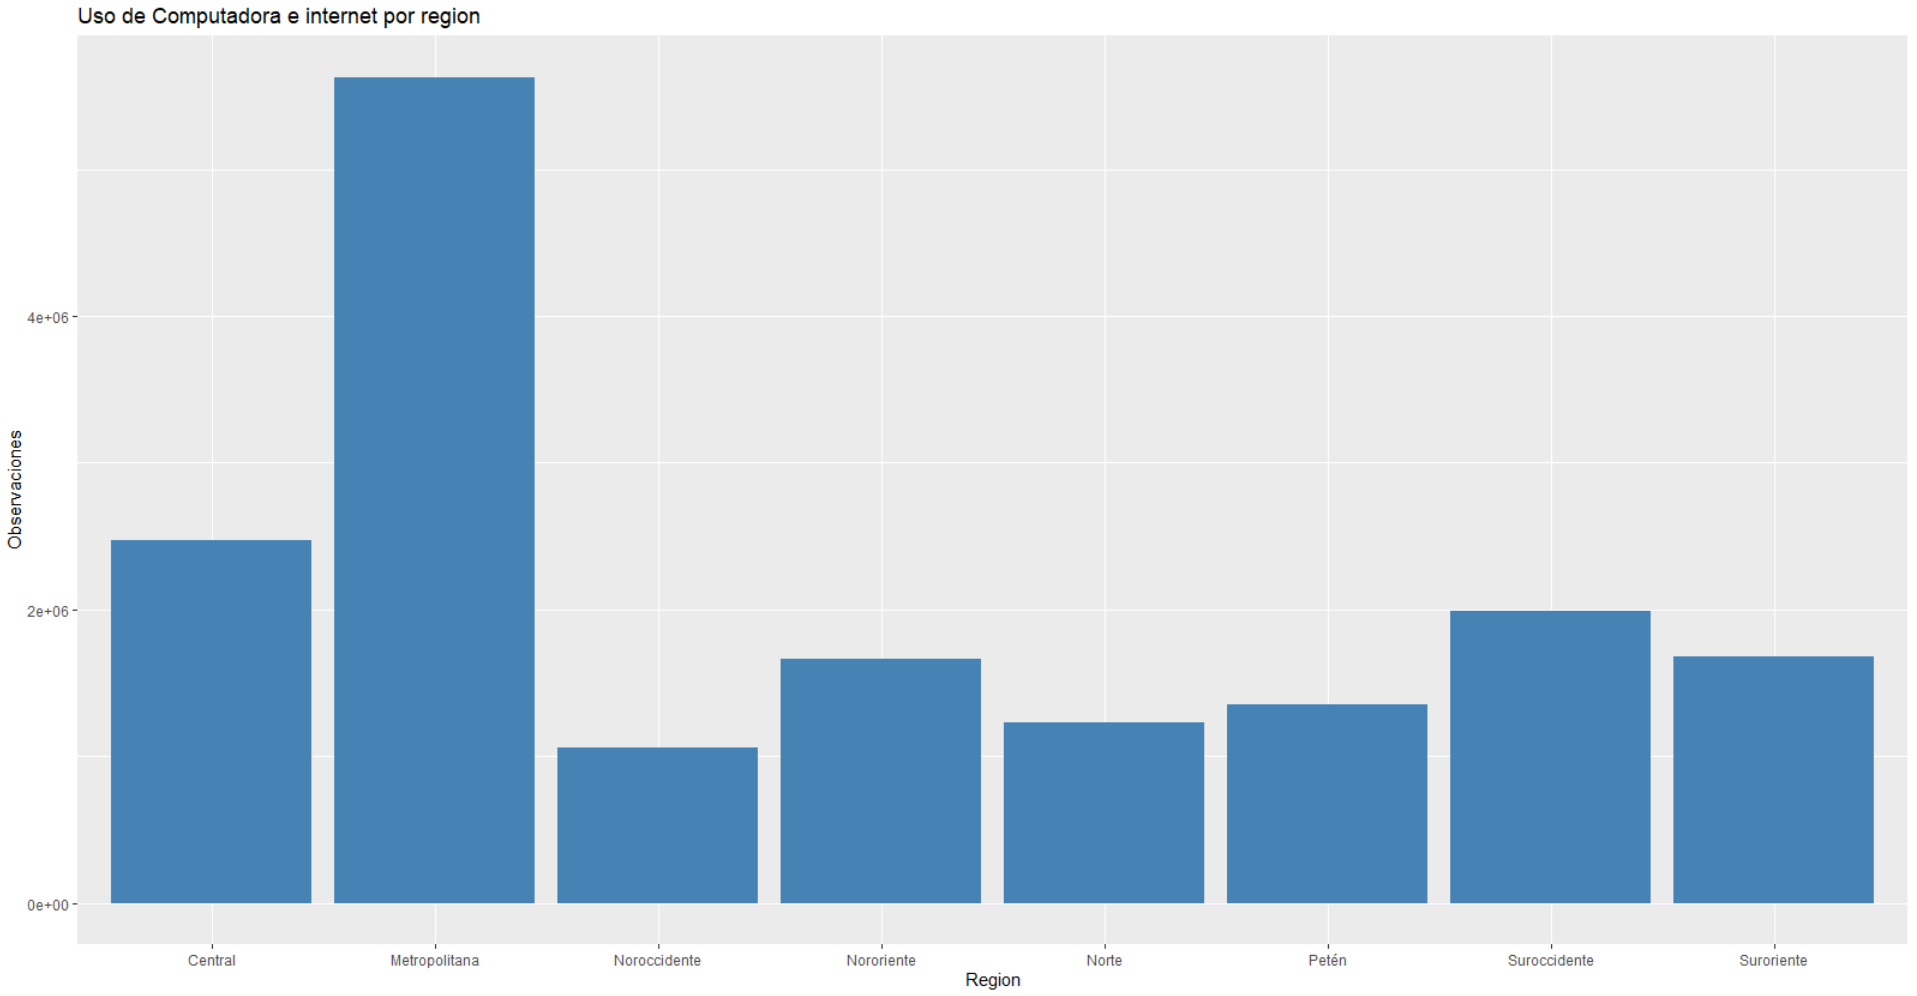 Uso de Computadora e internet por region
Observaciones
4e+06
2e+06
0e+00
Central
Metropolitana
Noroccidente
Nororiente
Norte
Petén
Suroccidente
Suroriente
Region